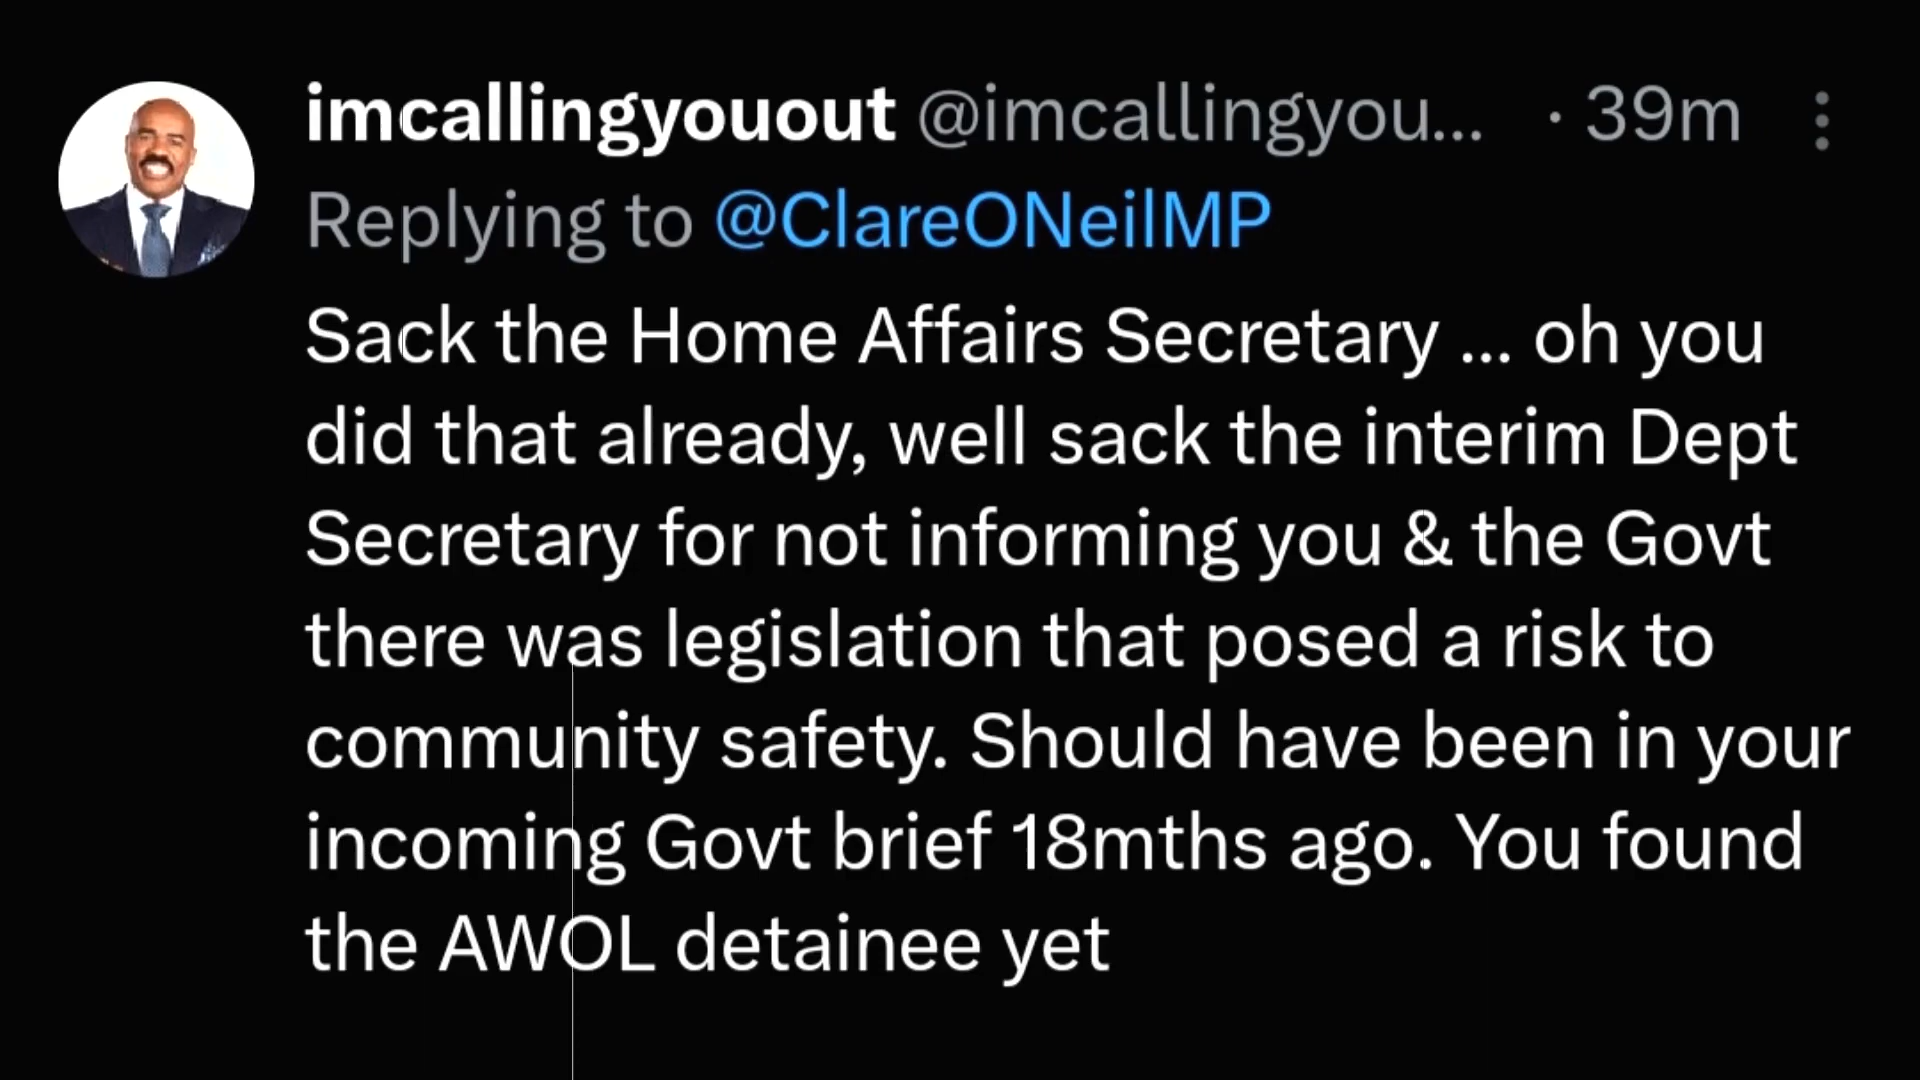 imcallingyouout @imcallingyou... · 39m
Replying to @ClareONeilMP
Sack the Home Affairs Secretary ... oh you
did that already, well sack the interim Dept
Secretary for not informing you & the Govt
there was legislation that posed a risk to
community safety. Should have been in your
incoming Govt brief 18mths ago. You found
the AWOL detainee yet